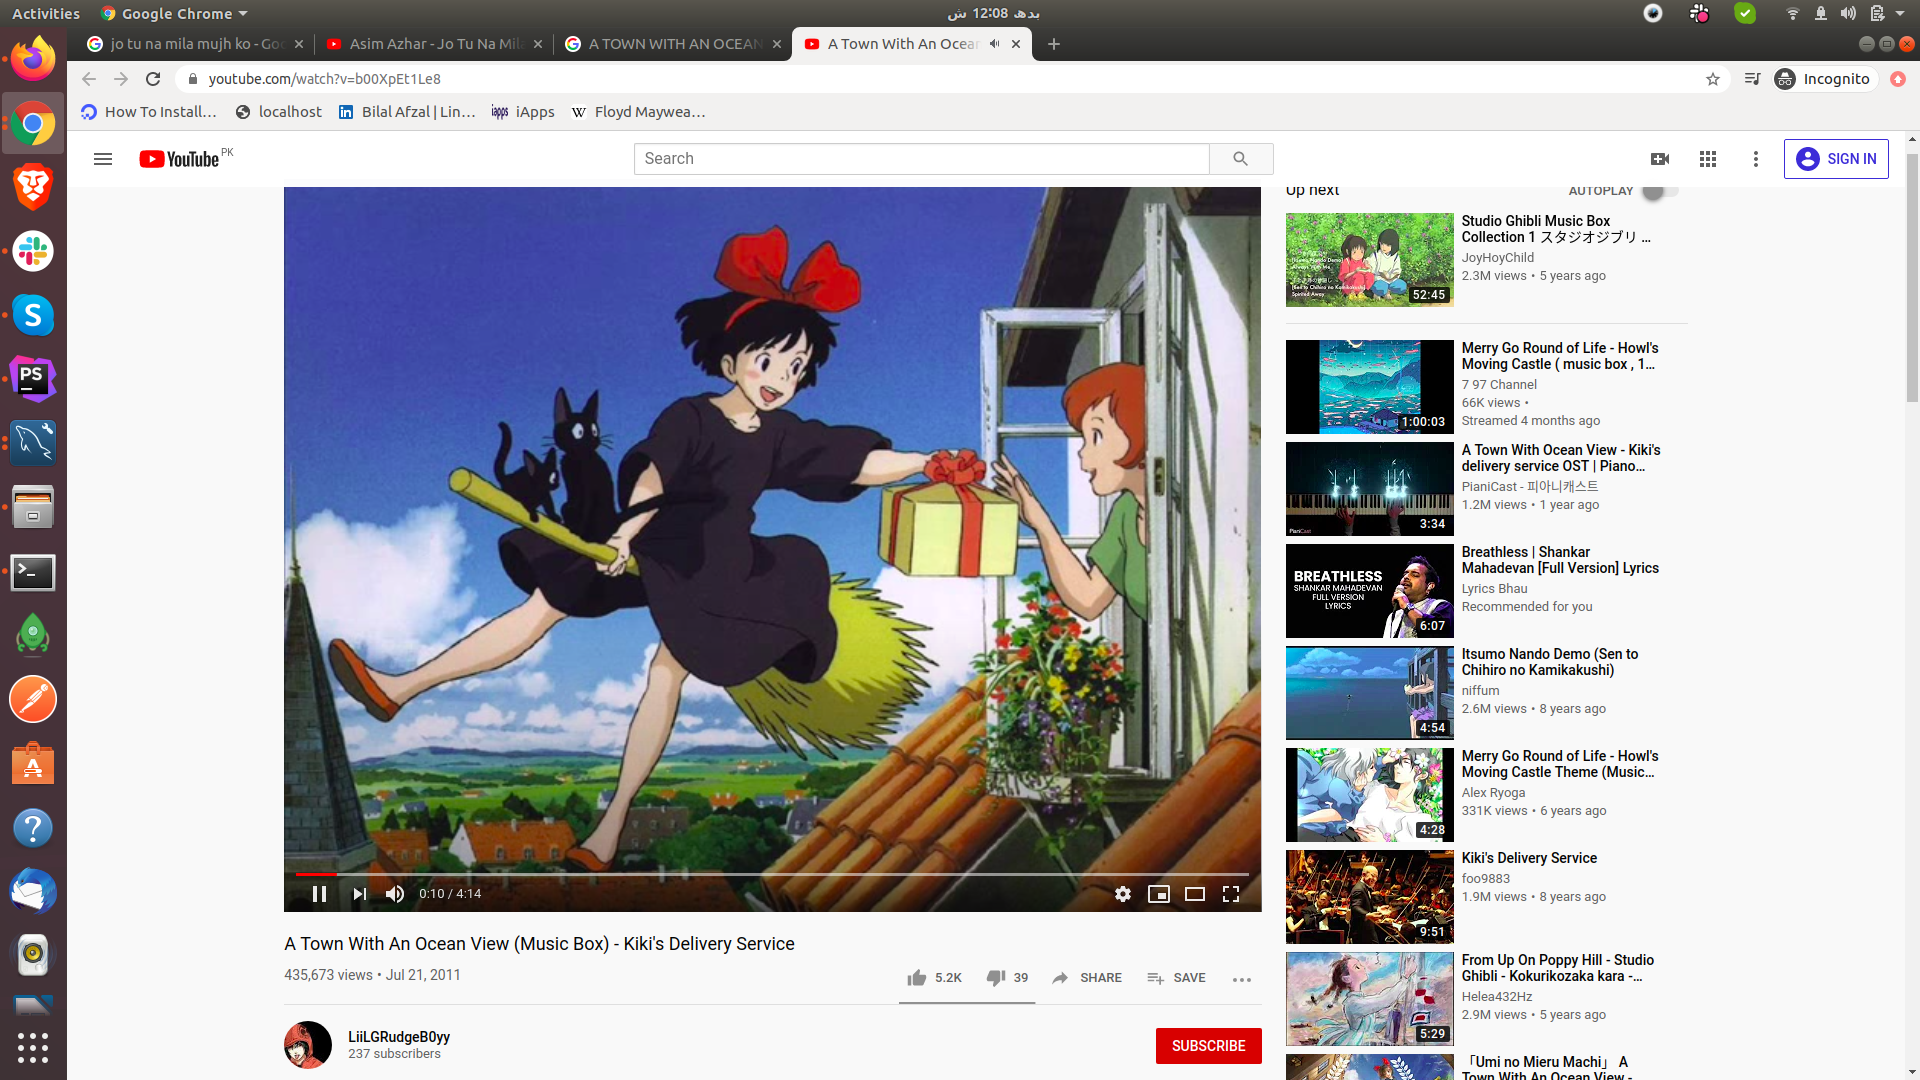 Activities
Google Chrome
بدھ 12:08 ش
jo tu na mila mujh ko - Goo
Asim Azhar - Jo Tu Na Mila
A TOWN WITH AN OCEAN
A Town With An Ocean
youtube.com/watch?v=b00XpEt1Le8
Incognito
How To Install…
localhost
Bilal Afzal | Lin…
iApps
Floyd Maywea…
YouTube PK
Search
SIGN IN
Up next
AUTOPLAY
Studio Ghibli Music Box
Collection 1 スタジオジブリ …
JoyHoyChild
2.3M views • 5 years ago
52:45
Merry Go Round of Life - Howl's
Moving Castle ( music box , 1…
7 97 Channel
66K views •
Streamed 4 months ago
1:00:03
A Town With Ocean View - Kiki's
delivery service OST | Piano…
PianiCast - 피아니캐스트
1.2M views • 1 year ago
3:34
PianiCast
Breathless | Shankar
Mahadevan [Full Version] Lyrics
Lyrics Bhau
Recommended for you
BREATHLESS
SHANKAR MAHADEVAN
FULL VERSION
LYRICS
6:07
Itsumo Nando Demo (Sen to
Chihiro no Kamikakushi)
niffum
2.6M views • 8 years ago
4:54
Merry Go Round of Life - Howl's
Moving Castle Theme (Music…
Alex Ryoga
331K views • 6 years ago
4:28
Kiki's Delivery Service
foo9883
1.9M views • 8 years ago
9:51
From Up On Poppy Hill - Studio
Ghibli - Kokurikozaka kara -…
Helea432Hz
2.9M views • 5 years ago
5:29
「Umi no Mieru Machi」 A
Town With An Ocean View -
0:10 / 4:14
A Town With An Ocean View (Music Box) - Kiki's Delivery Service
435,673 views • Jul 21, 2011
5.2K
39
SHARE
SAVE
LiiLGRudgeB0yy
237 subscribers
SUBSCRIBE